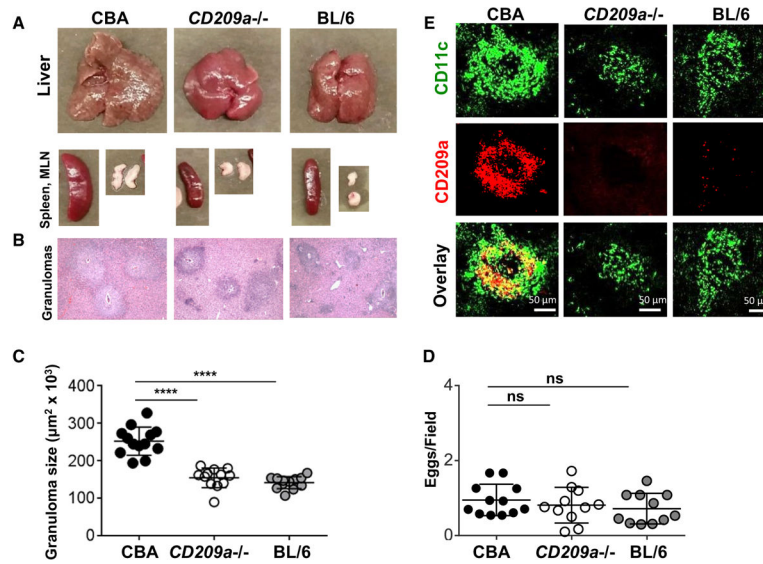 A
CBA
CD209a-/-
BL/6
Liver
Spleen, MLN
B
Granulomas
C
Granuloma size (µm² x 10³)
400
300
200
100
0
****
****
CBA
CD209a-/-
BL/6
E
CBA
CD209a-/-
BL/6
CD11c
CD209a
Overlay
50 µm
50 µm
50 µ
D
Eggs/Field
4
2
0
ns
ns
CBA
CD209a-/-
BL/6